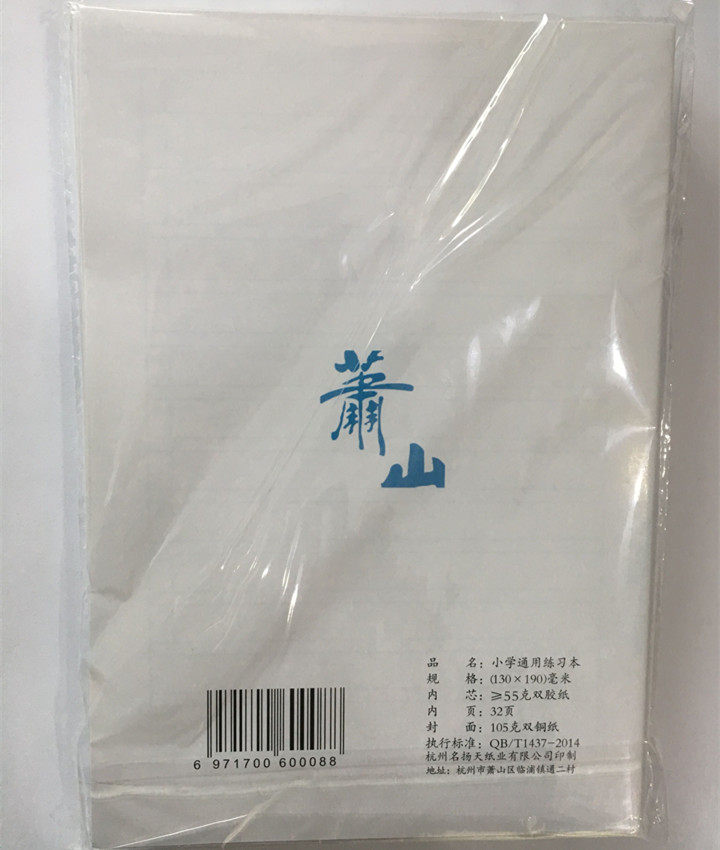 蕭
山
品 名：小学通用练习本
规 格：(130×190)毫米
内 芯：≥55克双胶纸
内 页：32页
封 面：105克双铜纸
执行标准：QB/T1437-2014
杭州名扬天纸业有限公司印制
地址：杭州市萧山区临浦镇通二村
6 971700 600088